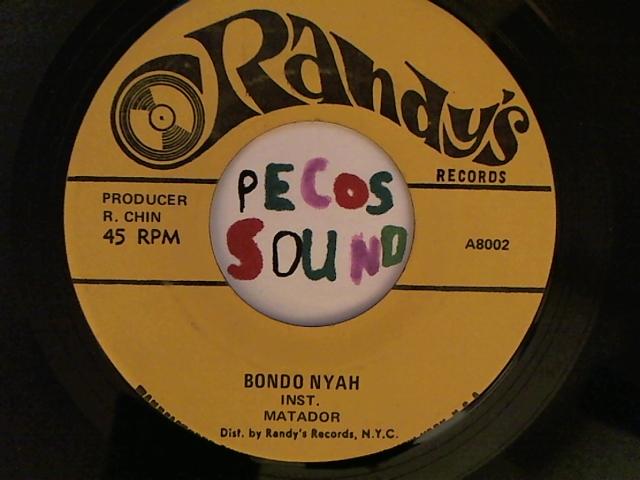 Randy's
RECORDS
PRODUCER
R. CHIN
45 RPM
PECOS
SOUND
A8002
BONDO NYAH
INST.
MATADOR
Dist. by Randy's Records, N.Y.C.